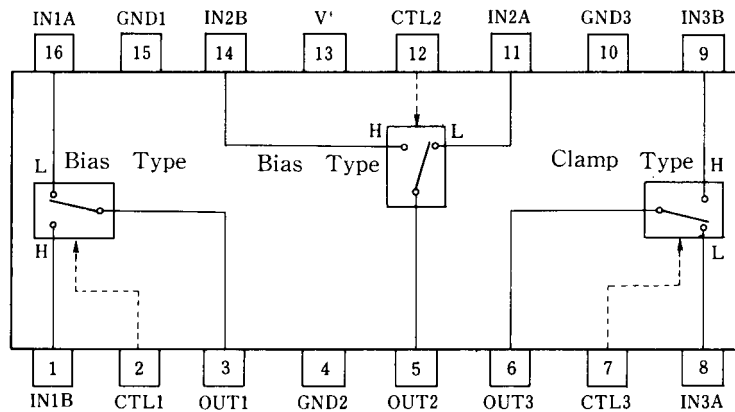 IN1A GND1 IN2B V+ CTL2 IN2A GND3 IN3B
16 15 14 13 12 11 10 9
H L
L Bias Type Bias Type Clamp Type H
H L
1 2 3 4 5 6 7 8
IN1B CTL1 OUT1 GND2 OUT2 OUT3 CTL3 IN3A